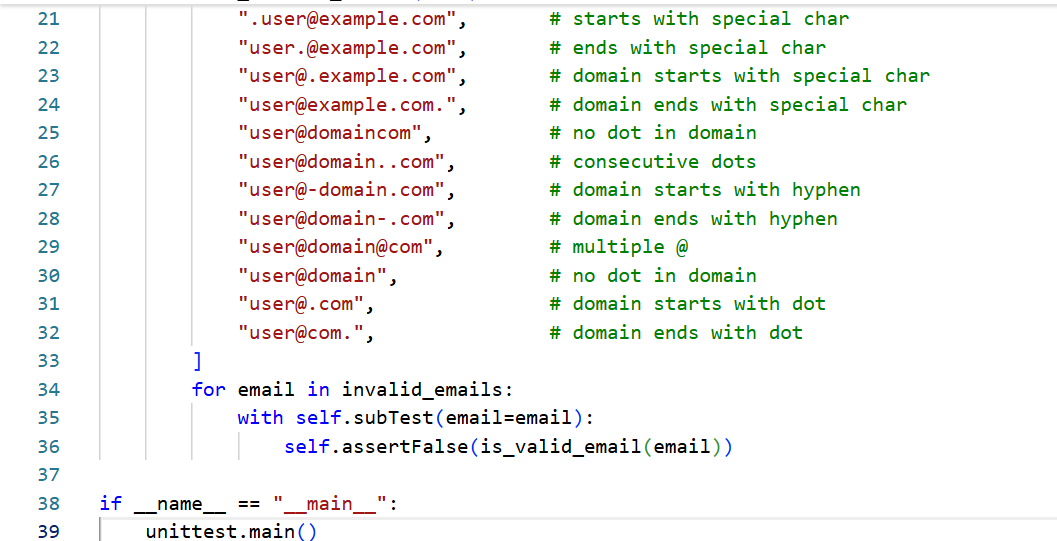 21 ".user@example.com", # starts with special char
22 "user.@example.com", # ends with special char
23 "user@.example.com", # domain starts with special char
24 "user@example.com.", # domain ends with special char
25 "user@domaincom", # no dot in domain
26 "user@domain..com", # consecutive dots
27 "user@-domain.com", # domain starts with hyphen
28 "user@domain-.com", # domain ends with hyphen
29 "user@domain@com", # multiple @
30 "user@domain", # no dot in domain
31 "user@.com", # domain starts with dot
32 "user@com.", # domain ends with dot
33 ]
34 for email in invalid_emails:
35 with self.subTest(email=email):
36 self.assertFalse(is_valid_email(email))
37
38 if __name__ == "__main__":
39 unittest.main()